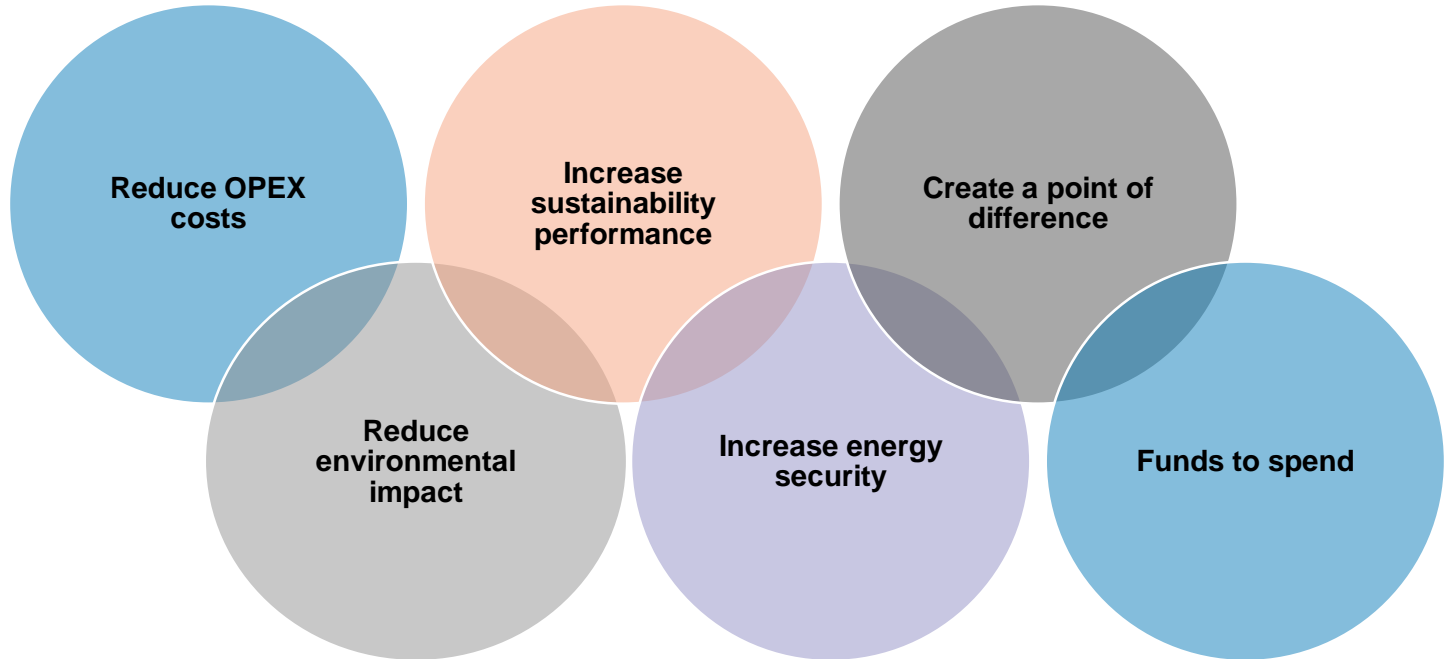 Reduce OPEX
costs
Increase
sustainability
performance
Create a point of
difference
Reduce
environmental
impact
Increase energy
security
Funds to spend